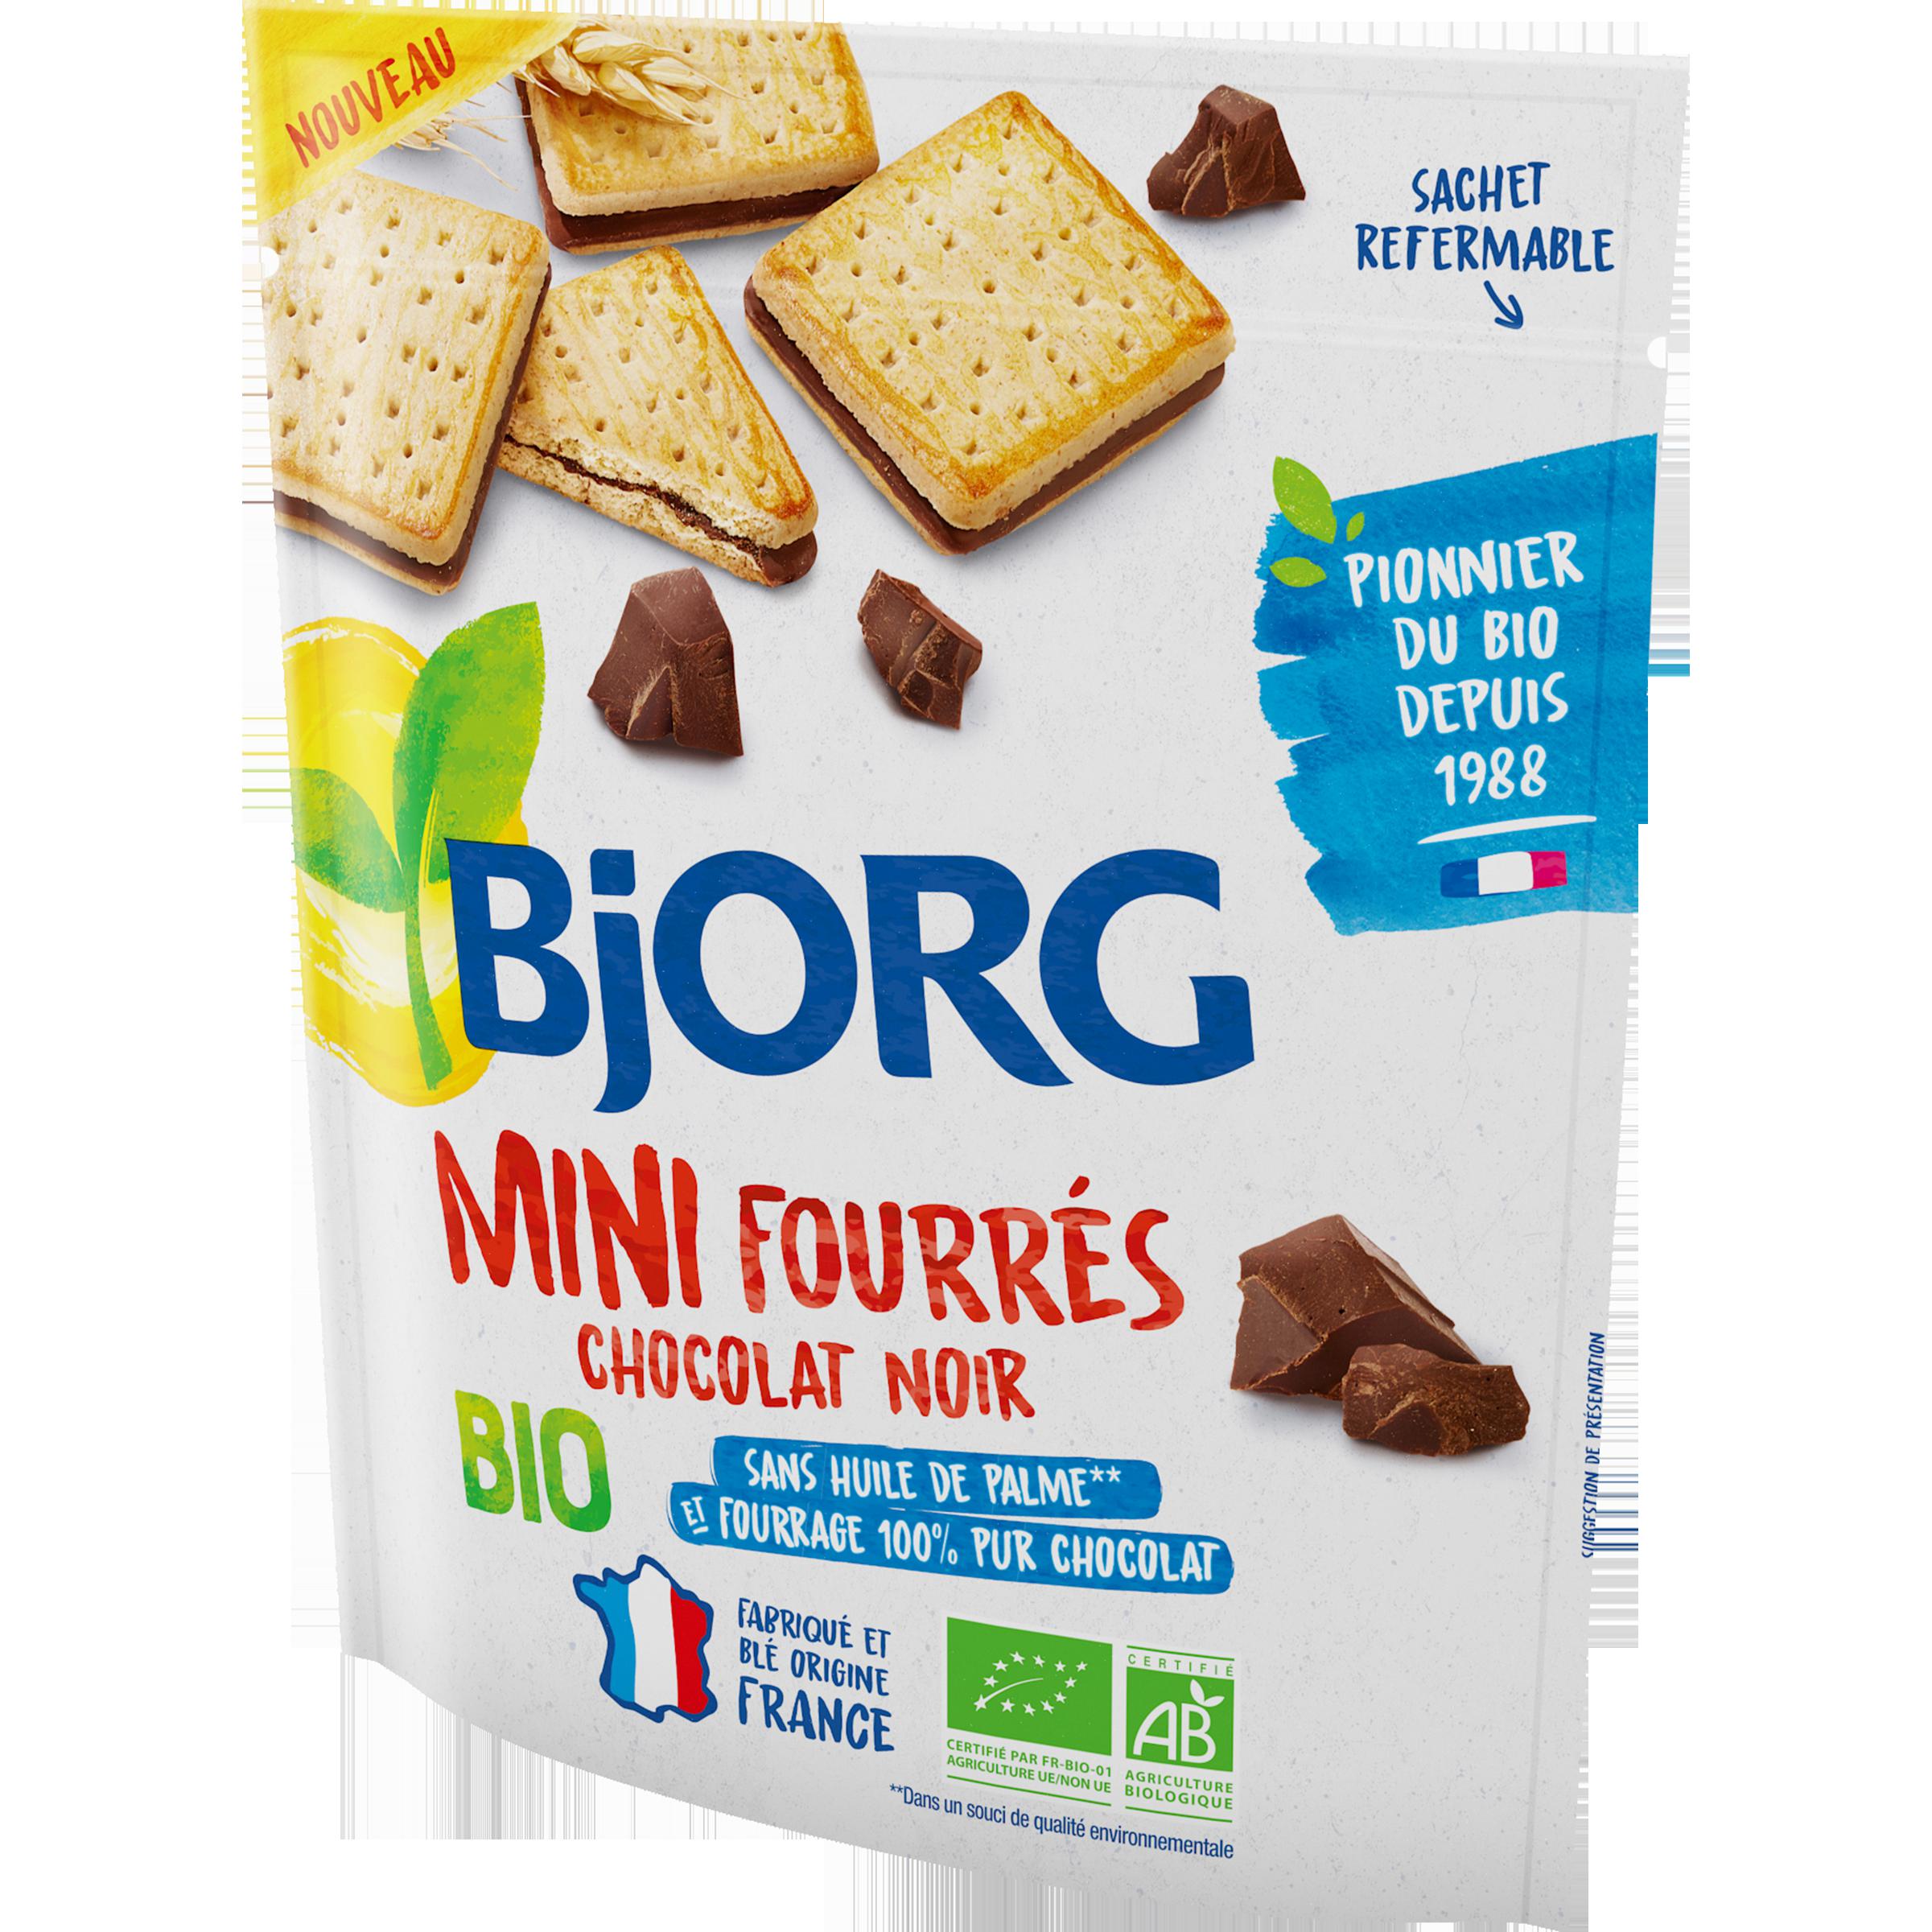 NOUVEAU
SACHET
REFERMABLE
PIONNIER
DU BIO
DEPUIS
1988
BjORG
MINI FOURRÉS
CHOCOLAT NOIR
BIO
SANS HUILE DE PALME**
ET FOURRAGE 100% PUR CHOCOLAT
FABRIQUÉ ET
BLÉ ORIGINE
FRANCE
CERTIFIÉ PAR FR-BIO-01
AGRICULTURE UE/NON UE
CERTIFIÉ
AB
AGRICULTURE
BIOLOGIQUE
**Dans un souci de qualité environnementale
SUGGESTION DE PRÉSENTATION